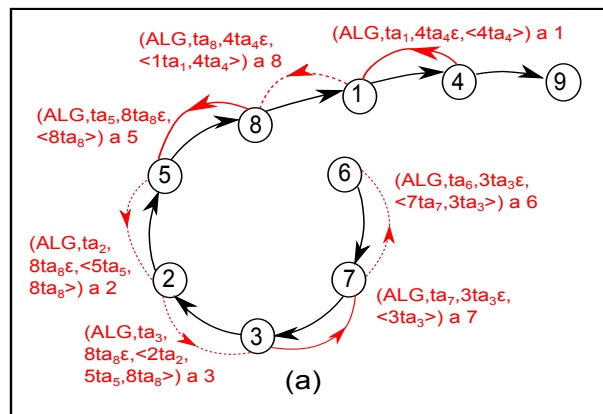 (ALG,ta₈,4ta₄ε,
<1ta₁,4ta₄>) a 8
(ALG,ta₁,4ta₄ε,<4ta₄>) a 1
1
4
9
8
(ALG,ta₅,8ta₈ε,
<8ta₈>) a 5
5
6
(ALG,ta₆,3ta₃ε,
<7ta₇,3ta₃>) a 6
(ALG,ta₂,
8ta₈ε,<5ta₅,
8ta₈>) a 2
2
7
(ALG,ta₇,3ta₃ε,
<3ta₃>) a 7
(ALG,ta₃,
8ta₈ε,<2ta₂,
5ta₅,8ta₈>) a 3
3
(a)